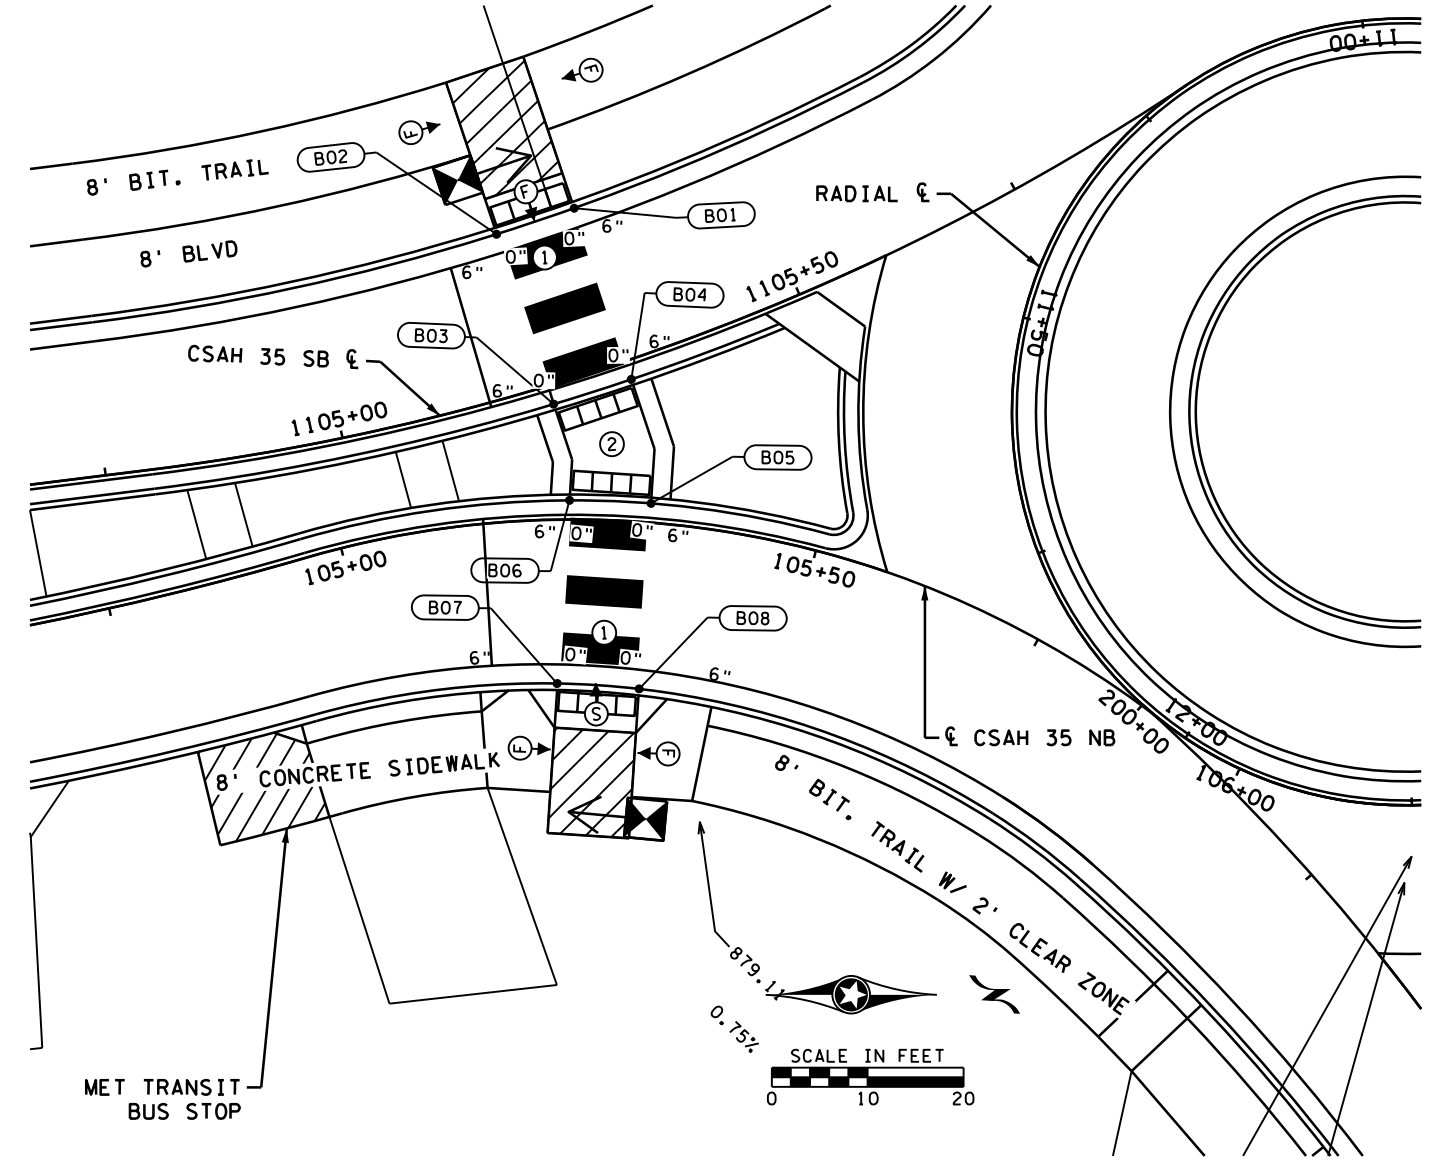 11+00
F
F
B02
8' BIT. TRAIL
F
B01
RADIAL ℄
8' BLVD
6"
0"
0"
1
6"
1105+50
B04
B03
6"
11+50
CSAH 35 SB ℄
0"
0"
6"
1105+00
2
B05
6"
0"
0"
6"
105+00
B06
105+50
B07
B08
1
6"
0"
0"
6"
200+00
12+00
S
℄ CSAH 35 NB
F
F
8' CONCRETE SIDEWALK
106+00
8' BIT. TRAIL W/ 2' CLEAR ZONE
879.11
0.75%
N
SCALE IN FEET
0 10 20
MET TRANSIT
BUS STOP